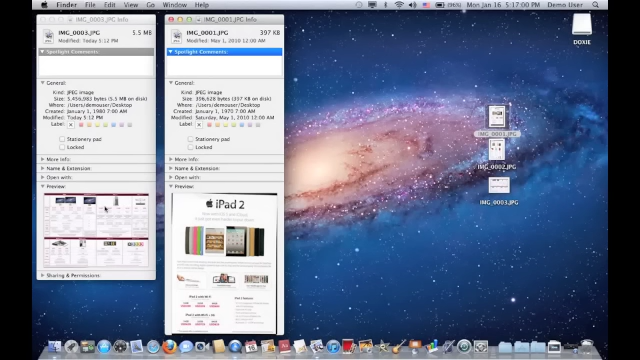 Finder File Edit View Go Window Help
(96%) Mon Jan 16 5:17:00 PM Demo User
IMG_0003.JPG Info
IMG_0003.JPG 5.5 MB
Modified: Today 5:12 PM
Spotlight Comments:
General:
Kind: JPEG image
Size: 5,456,983 bytes (5.5 MB on disk)
Where: /Users/demouser/Desktop
Created: January 1, 1980 7:00 AM
Modified: Today 5:12 PM
Label:
Stationery pad
Locked
More Info:
Name & Extension:
Open with:
Preview:
Sharing & Permissions:
IMG_0001.JPG Info
IMG_0001.JPG 397 KB
Modified: May 1, 2010 12:00 AM
Spotlight Comments:
General:
Kind: JPEG image
Size: 396,628 bytes (397 KB on disk)
Where: /Users/demouser/Desktop
Created: January 1, 1970 7:00 AM
Modified: Saturday, May 1, 2010 12:00 AM
Label:
Stationery pad
Locked
More Info:
Name & Extension:
Open with:
Preview:
iPad 2
DOXIE
IMG_0001.JPG
IMG_0002.JPG
IMG_0003.JPG